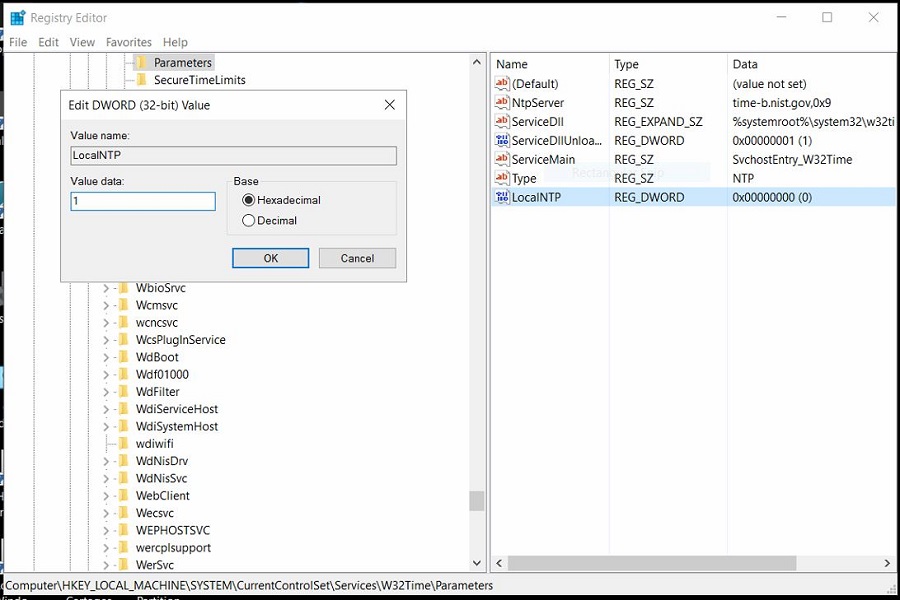 Registry Editor
File Edit View Favorites Help
Parameters
SecureTimeLimits
Edit DWORD (32-bit) Value
Value name:
LocalNTP
Value data:
1
Base
Hexadecimal
Decimal
OK Cancel
WbioSrvc
Wcmsvc
wcncsvc
WcsPlugInService
WdBoot
Wdf01000
WdFilter
WdiServiceHost
WdiSystemHost
wdiwifi
WdNisDrv
WdNisSvc
WebClient
Wecsvc
WEPHOSTSVC
wercplsupport
WerSvc
Name Type Data
(Default) REG_SZ (value not set)
NtpServer REG_SZ time-b.nist.gov,0x9
ServiceDll REG_EXPAND_SZ %systemroot%\system32\w32ti
ServiceDllUnloa... REG_DWORD 0x00000001 (1)
ServiceMain REG_SZ SvchostEntry_W32Time
Type REG_SZ NTP
LocalNTP REG_DWORD 0x00000000 (0)
Computer\HKEY_LOCAL_MACHINE\SYSTEM\CurrentControlSet\Services\W32Time\Parameters